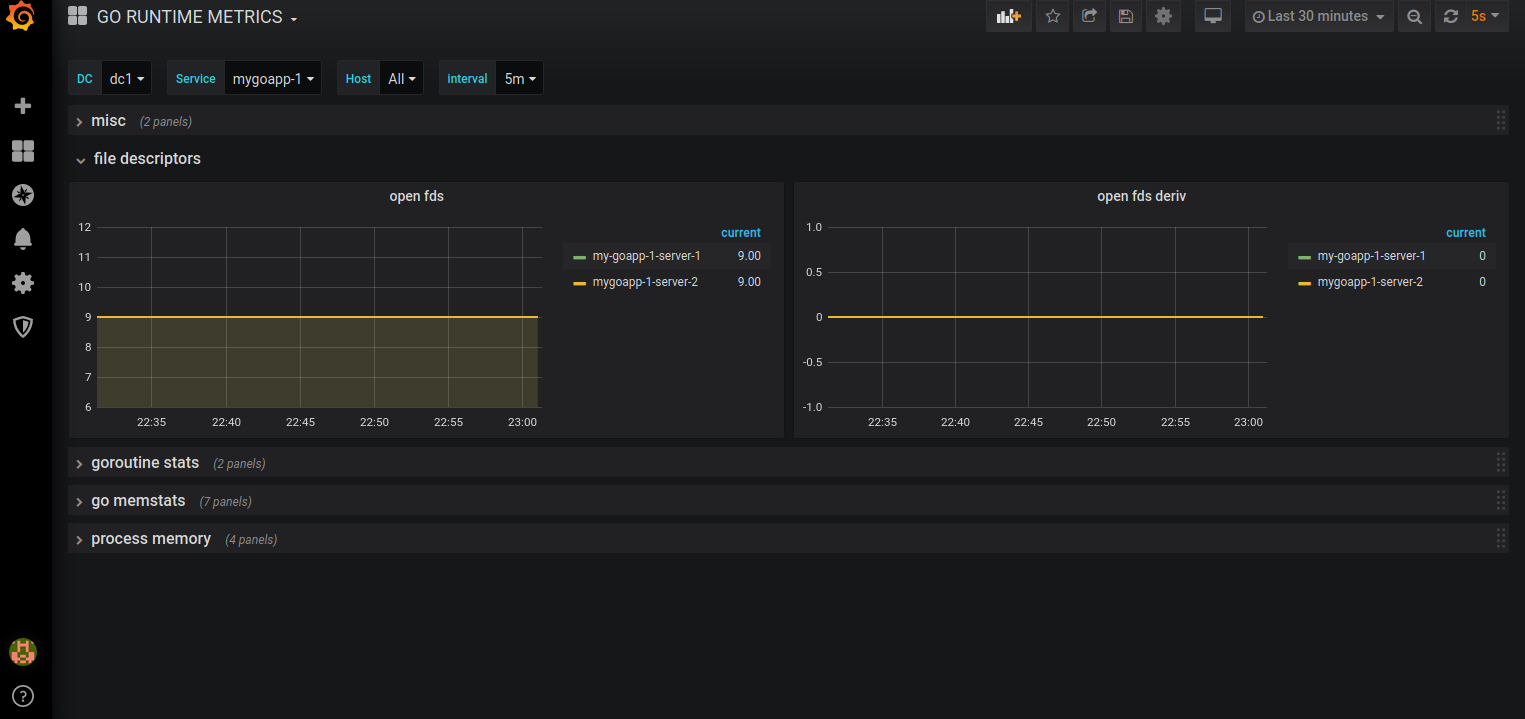 GO RUNTIME METRICS
Last 30 minutes 5s
DC dc1 Service mygoapp-1 Host All interval 5m
misc (2 panels)
file descriptors
open fds
12
11
10
9
8
7
6
22:35 22:40 22:45 22:50 22:55 23:00
current
my-goapp-1-server-1 9.00
mygoapp-1-server-2 9.00
open fds deriv
1.0
0.5
0
-0.5
-1.0
22:35 22:40 22:45 22:50 22:55 23:00
current
my-goapp-1-server-1 0
mygoapp-1-server-2 0
goroutine stats (2 panels)
go memstats (7 panels)
process memory (4 panels)